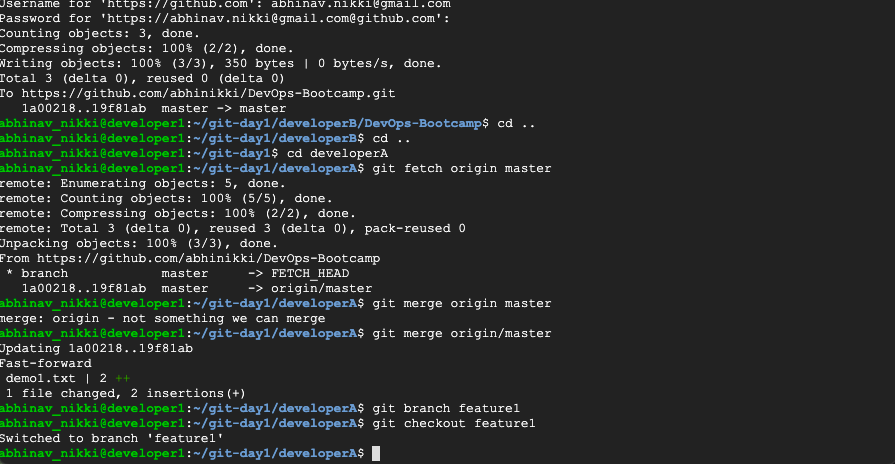 Username for 'https://github.com': abhinav.nikki@gmail.com
Password for 'https://abhinav.nikki@gmail.com@github.com':
Counting objects: 3, done.
Compressing objects: 100% (2/2), done.
Writing objects: 100% (3/3), 350 bytes | 0 bytes/s, done.
Total 3 (delta 0), reused 0 (delta 0)
To https://github.com/abhinikki/DevOps-Bootcamp.git
   1a00218..19f81ab  master -> master
abhinav_nikki@developer1:~/git-day1/developerB/DevOps-Bootcamp$ cd ..
abhinav_nikki@developer1:~/git-day1/developerB$ cd ..
abhinav_nikki@developer1:~/git-day1$ cd developerA
abhinav_nikki@developer1:~/git-day1/developerA$ git fetch origin master
remote: Enumerating objects: 5, done.
remote: Counting objects: 100% (5/5), done.
remote: Compressing objects: 100% (2/2), done.
remote: Total 3 (delta 0), reused 3 (delta 0), pack-reused 0
Unpacking objects: 100% (3/3), done.
From https://github.com/abhinikki/DevOps-Bootcamp
 * branch            master     -> FETCH_HEAD
   1a00218..19f81ab  master     -> origin/master
abhinav_nikki@developer1:~/git-day1/developerA$ git merge origin master
merge: origin - not something we can merge
abhinav_nikki@developer1:~/git-day1/developerA$ git merge origin/master
Updating 1a00218..19f81ab
Fast-forward
 demo1.txt | 2 ++
 1 file changed, 2 insertions(+)
abhinav_nikki@developer1:~/git-day1/developerA$ git branch feature1
abhinav_nikki@developer1:~/git-day1/developerA$ git checkout feature1
Switched to branch 'feature1'
abhinav_nikki@developer1:~/git-day1/developerA$